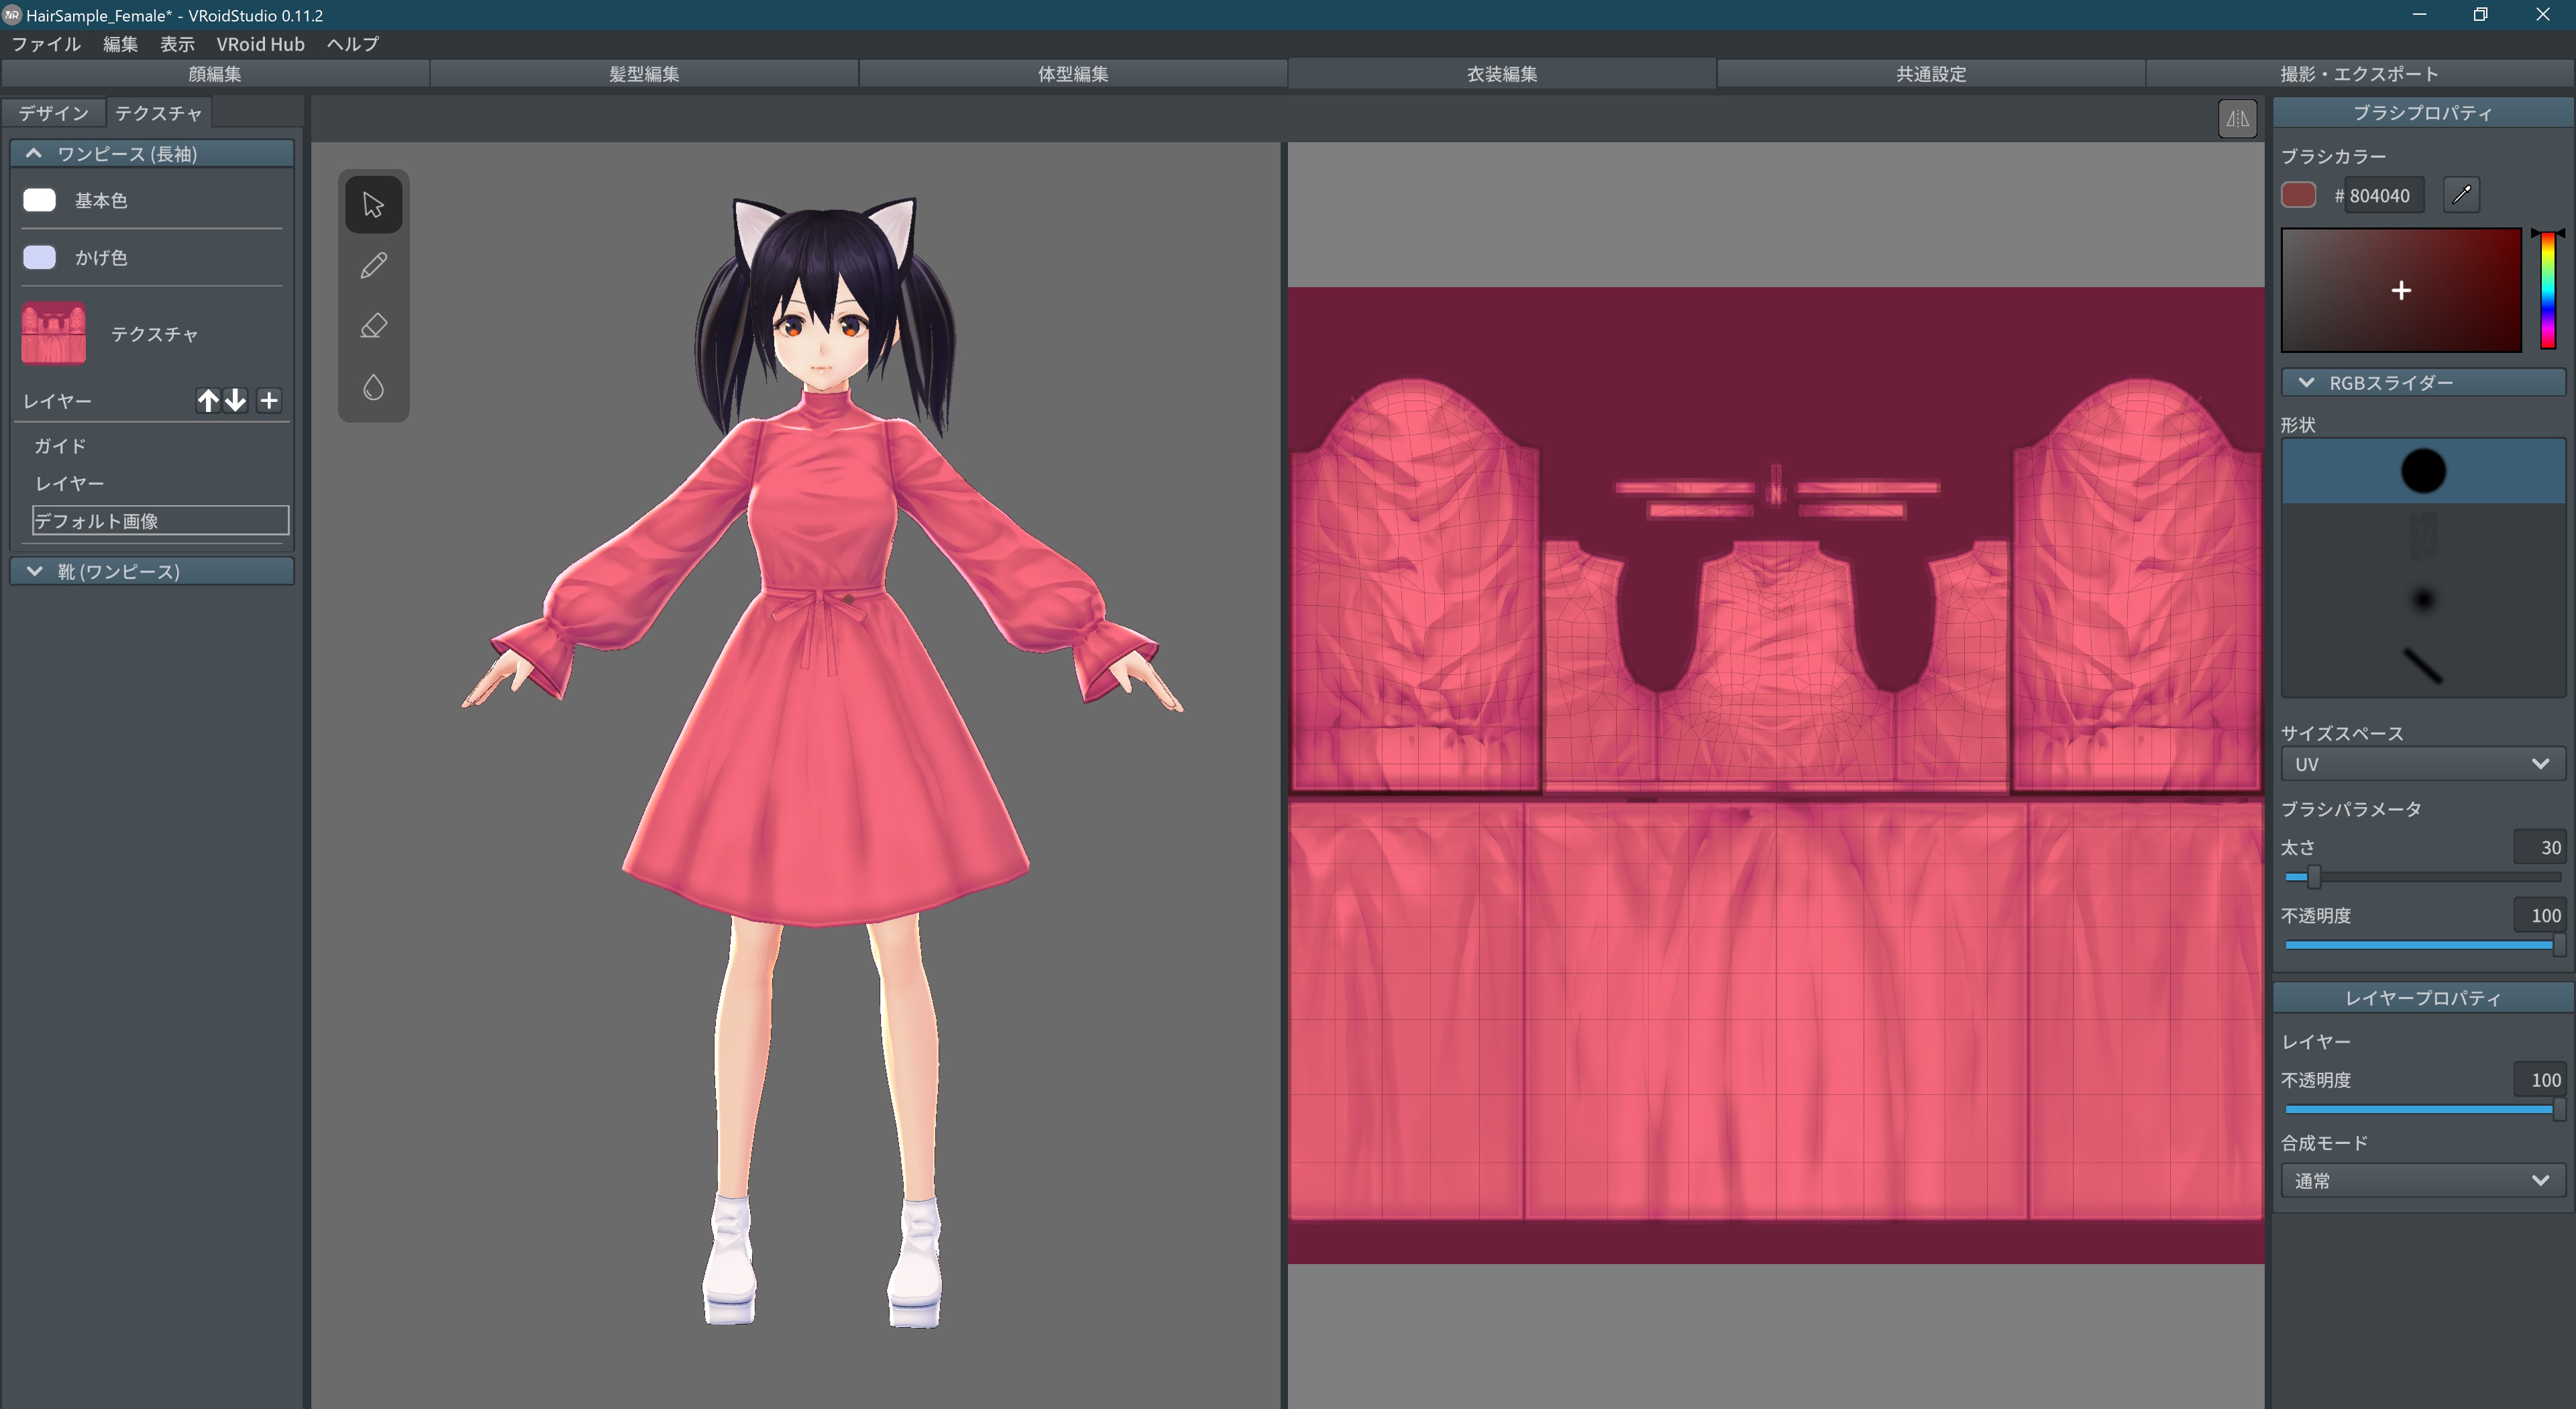 HairSample_Female* - VRoidStudio 0.11.2
ファイル 編集 表示 VRoid Hub ヘルプ
顔編集 髪型編集 体型編集 衣装編集 共通設定 撮影・エクスポート
デザイン テクスチャ
ワンピース (長袖)
基本色
かげ色
テクスチャ
レイヤー
ガイド
レイヤー
デフォルト画像
靴 (ワンピース)
ブラシプロパティ
ブラシカラー
# 804040
RGBスライダー
形状
サイズスペース
UV
ブラシパラメータ
太さ 30
不透明度 100
レイヤープロパティ
レイヤー
不透明度 100
合成モード
通常